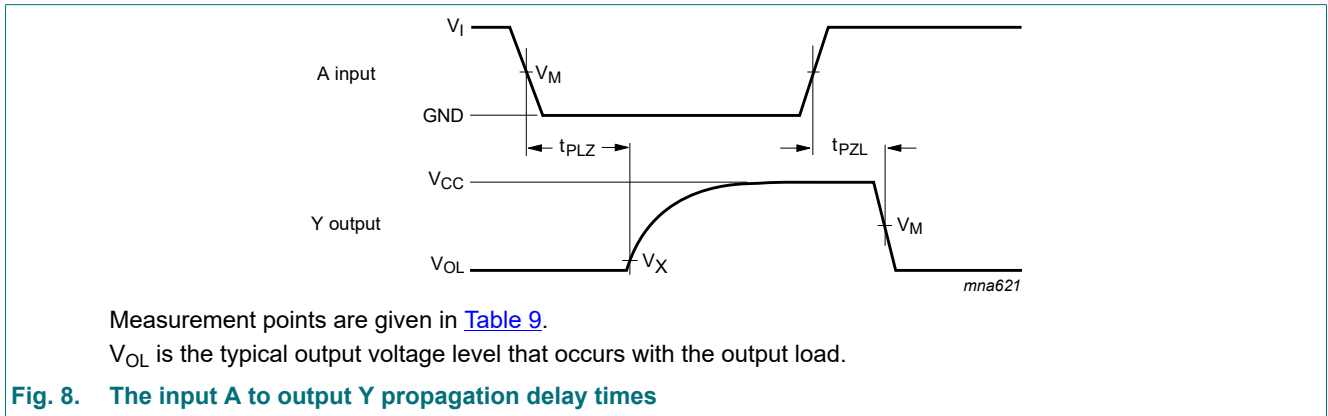 V_I
A input
V_M
GND
t_PLZ
t_PZL
V_CC
Y output
V_M
V_OL
V_X
mna621
Measurement points are given in Table 9.
V_OL is the typical output voltage level that occurs with the output load.
Fig. 8. The input A to output Y propagation delay times